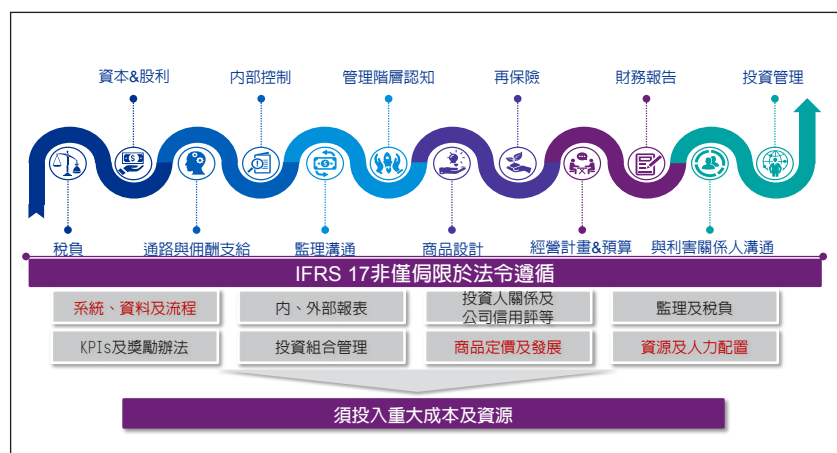 資本&股利
內部控制
管理階層認知
再保險
財務報告
投資管理
稅負
通路與佣酬支給
監理溝通
商品設計
經營計畫&預算
與利害關係人溝通
IFRS 17非僅侷限於法令遵循
系統、資料及流程
內、外部報表
投資人關係及
公司信用評等
監理及稅負
KPIs及獎勵辦法
投資組合管理
商品定價及發展
資源及人力配置
須投入重大成本及資源